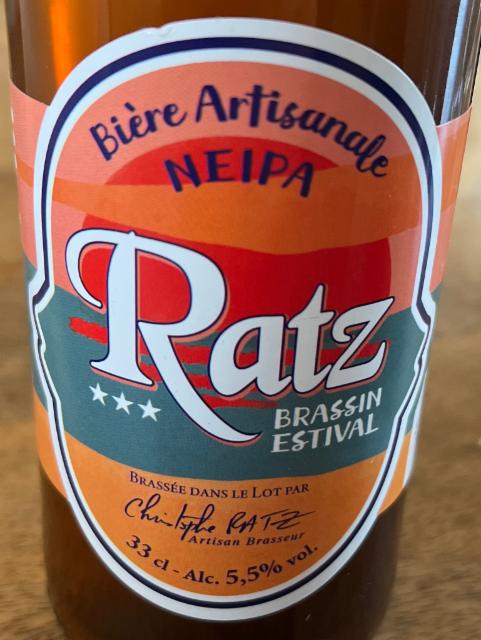 Bière Artisanale
NEIPA
Ratz
BRASSIN
ESTIVAL
BRASSÉE DANS LE LOT PAR
Christophe RATZ
Artisan Brasseur
33 cl - Alc. 5,5% vol.